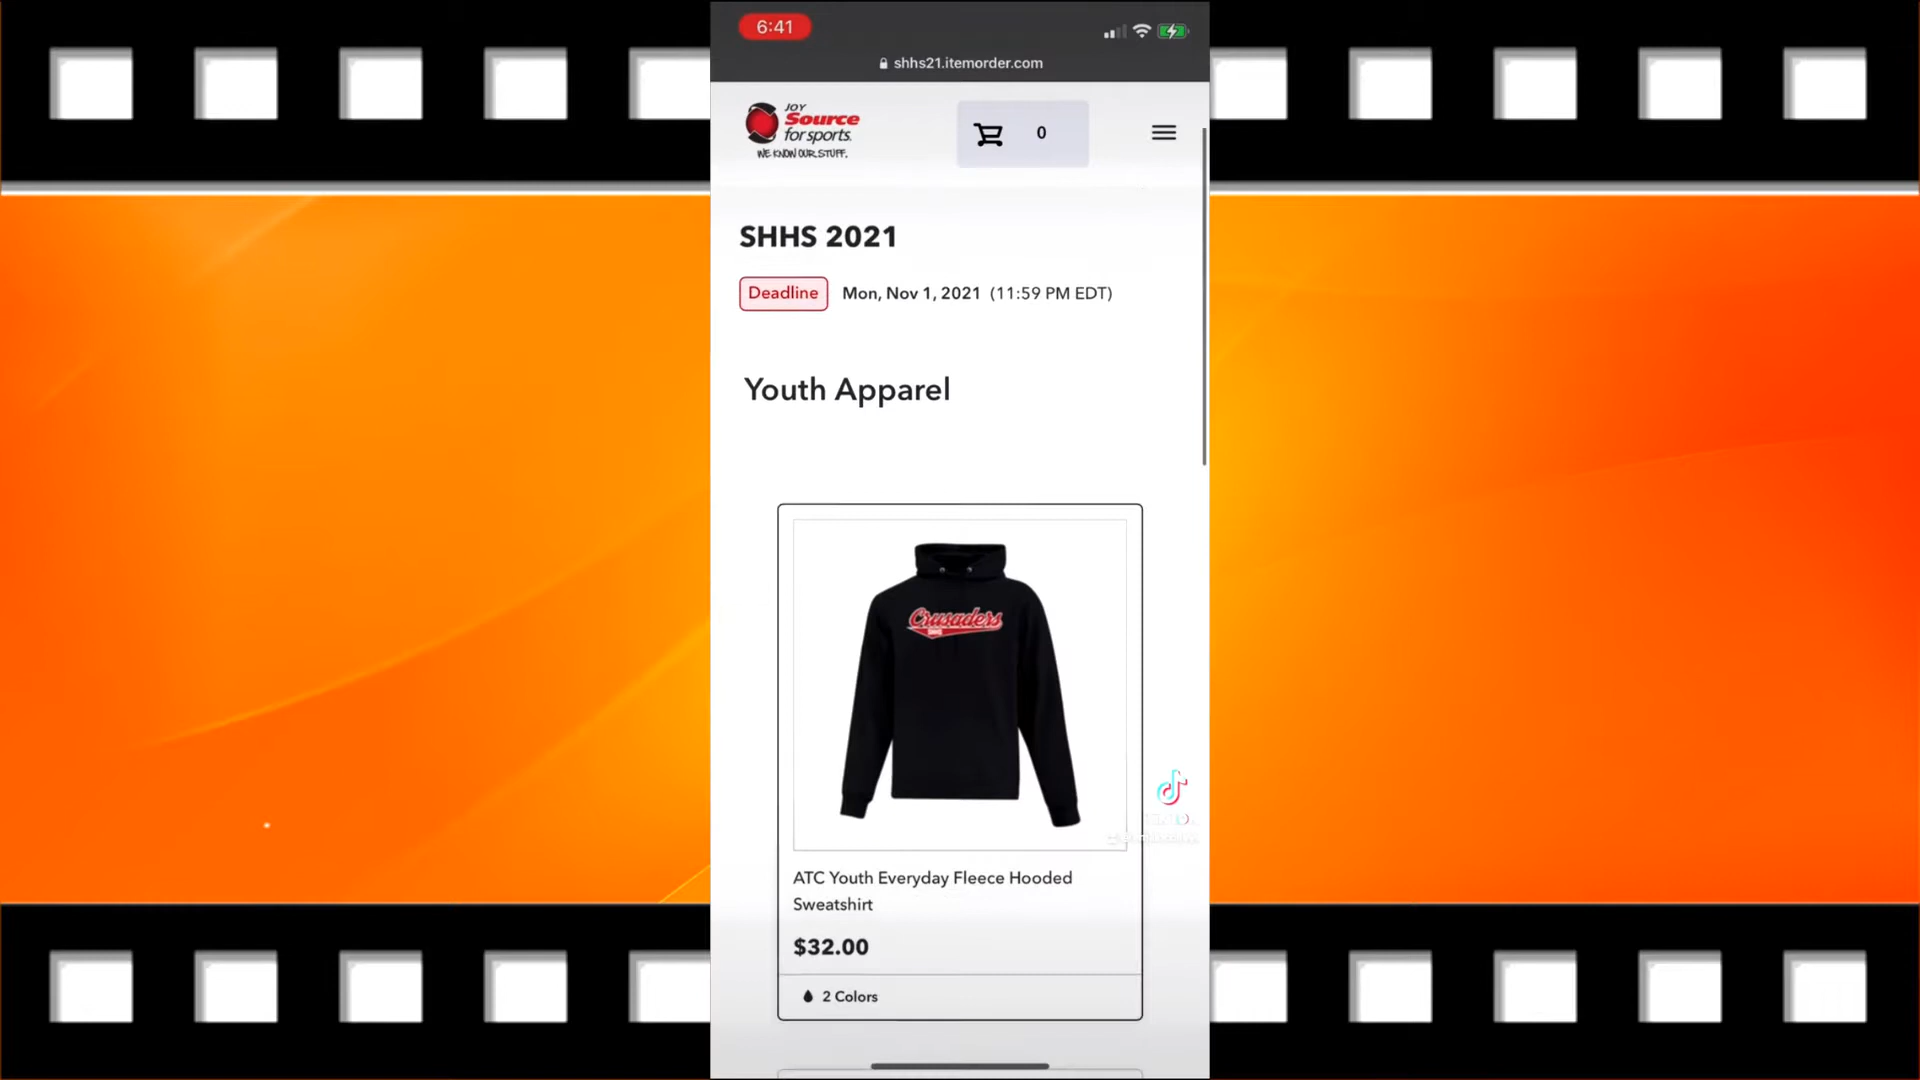 6:41
shhs21.itemorder.com
JOY
Source
for sports.
WE KNOW OUR STUFF.
0
SHHS 2021
Deadline Mon, Nov 1, 2021 (11:59 PM EDT)
Youth Apparel
Crusaders
SHHS
ATC Youth Everyday Fleece Hooded
Sweatshirt
$32.00
2 Colors